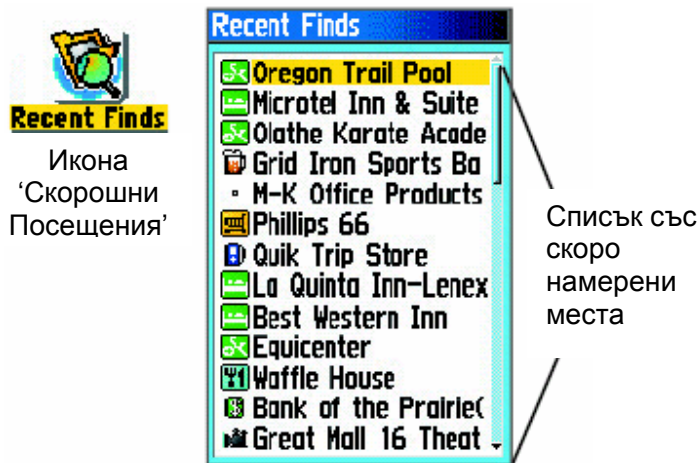 Recent Finds
Икона
‘Скорошни
Посещения’
Recent Finds
Oregon Trail Pool
Microtel Inn & Suite
Olathe Karate Acade
Grid Iron Sports Ba
M-K Office Products
Phillips 66
Quik Trip Store
La Quinta Inn-Lenex
Best Western Inn
Equicenter
Waffle House
Bank of the Prairie(
Great Mall 16 Theat
Списък със
скоро
намерени
места